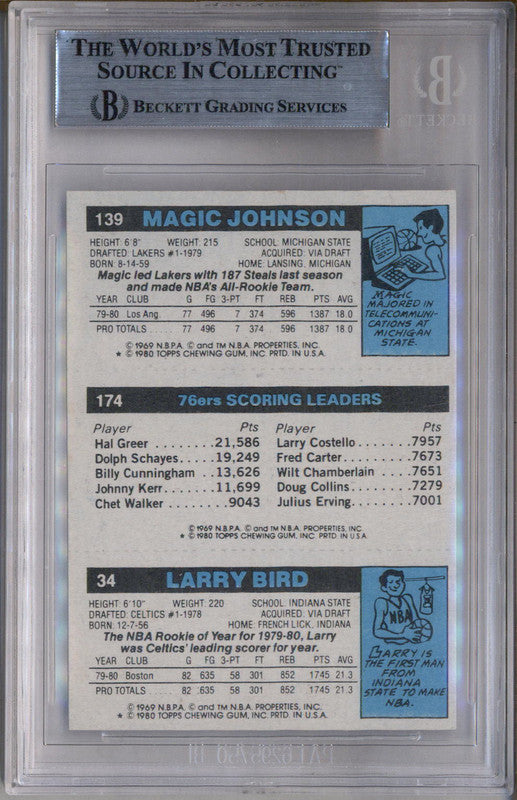 THE WORLD'S MOST TRUSTED
SOURCE IN COLLECTING™
B BECKETT GRADING SERVICES
B
BECKETT
139 MAGIC JOHNSON
HEIGHT: 6'8" WEIGHT: 215 SCHOOL: MICHIGAN STATE
DRAFTED: LAKERS #1-1979 ACQUIRED: VIA DRAFT
BORN: 8-14-59 HOME: LANSING, MICHIGAN
Magic led Lakers with 187 Steals last season
and made NBA's All-Rookie Team.
YEAR CLUB G FG 3-PT FT REB PTS AVG
79-80 Los Ang. 77 496 7 374 596 1387 18.0
PRO TOTALS 77 496 7 374 596 1387 18.0
© 1969 N.B.P.A. © and TM N.B.A. PROPERTIES, INC.
★ © 1980 TOPPS CHEWING GUM, INC. PRTD. IN U.S.A.
MAGIC
MAJORED IN
TELECOMMUNI-
CATIONS AT
MICHIGAN
STATE.
174 76ers SCORING LEADERS
Player Pts Player Pts
Hal Greer ........21,586 Larry Costello.......7957
Dolph Schayes....19,249 Fred Carter........7673
Billy Cunningham .13,626 Wilt Chamberlain ...7651
Johnny Kerr.....11,699 Doug Collins.......7279
Chet Walker ......9043 Julius Erving.......7001
© 1969 N.B.P.A. © and TM N.B.A. PROPERTIES, INC.
★ © 1980 TOPPS CHEWING GUM, INC. PRTD. IN U.S.A.
34 LARRY BIRD
HEIGHT: 6'10" WEIGHT: 220 SCHOOL: INDIANA STATE
DRAFTED: CELTICS #1-1978 ACQUIRED: VIA DRAFT
BORN: 12-7-56 HOME: FRENCH LICK, INDIANA
The NBA Rookie of Year for 1979-80, Larry
was Celtics' leading scorer for year.
YEAR CLUB G FG 3-PT FT REB PTS AVG
79-80 Boston 82 635 58 301 852 1745 21.3
PRO TOTALS 82 635 58 301 852 1745 21.3
© 1969 N.B.P.A. © and TM N.B.A. PROPERTIES, INC.
★ © 1980 TOPPS CHEWING GUM, INC. PRTD. IN U.S.A.
NBA
LARRY IS
THE FIRST MAN
FROM
INDIANA
STATE TO MAKE
NBA.